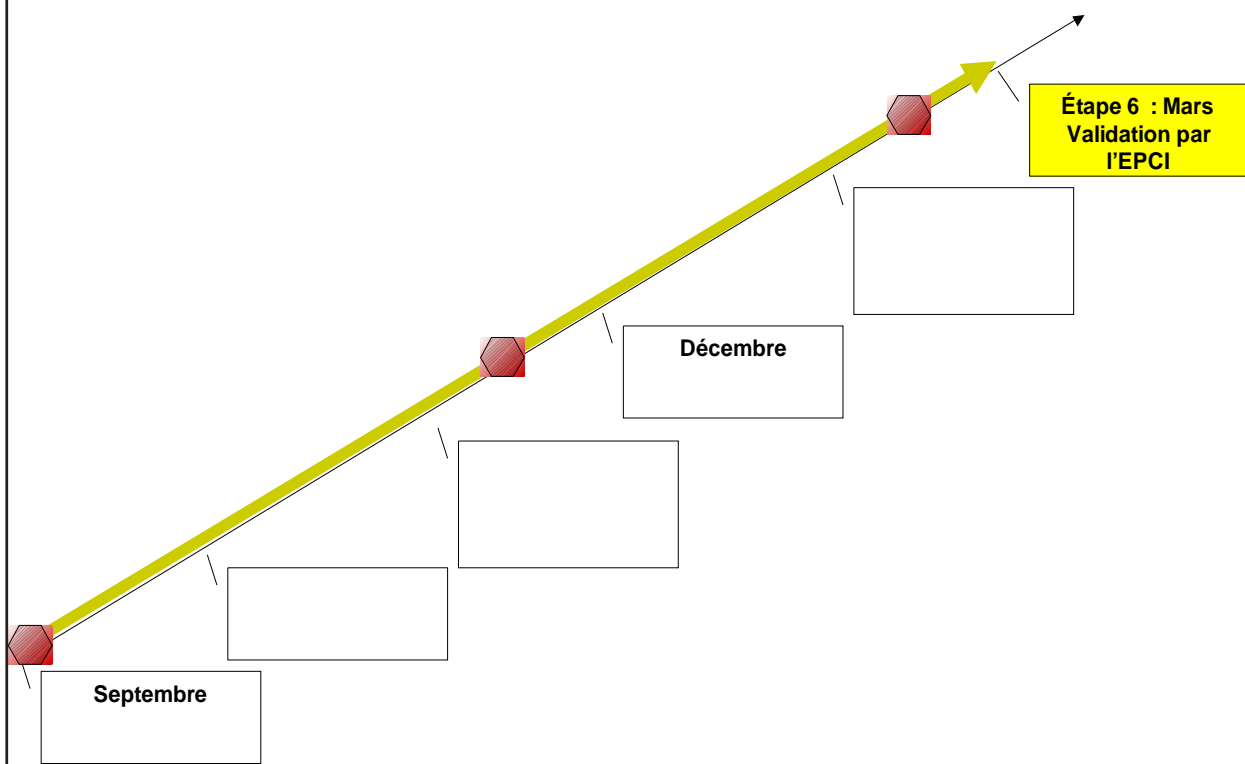 Étape 6  : Mars
Validation par
l’EPCI
Décembre
Septembre